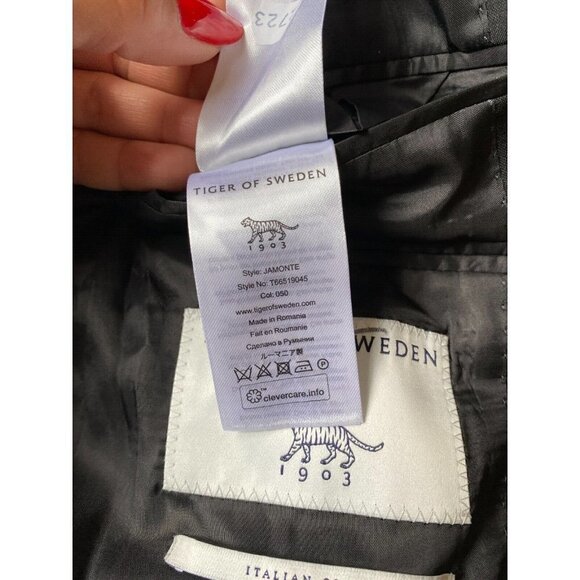 723
TIGER OF SWEDEN
1903
Style: JAMONTE
Style No: T66519045
Col: 050
www.tigerofsweden.com
Made in Romanie
Fait en Roumanie
Сделано в Румынии
ルーマニア製
P
clevercare.info
SWEDEN
1903
ITALIAN